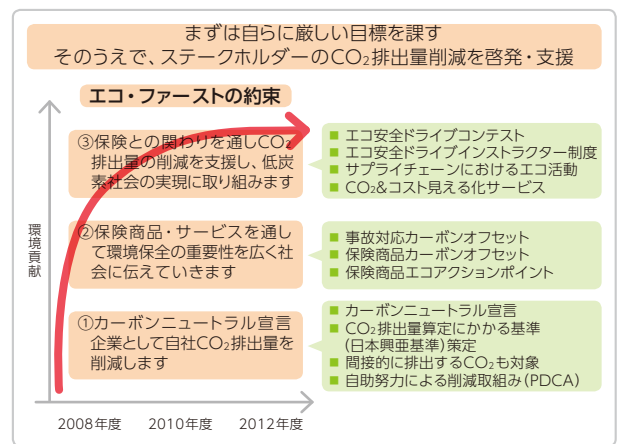 まずは自らに厳しい目標を課す
そのうえで、ステークホルダーのCO₂排出量削減を啓発・支援
エコ・ファーストの約束
③保険との関わりを通しCO₂
排出量の削減を支援し、低炭
素社会の実現に取り組みます
■ エコ安全ドライブコンテスト
■ エコ安全ドライブインストラクター制度
■ サプライチェーンにおけるエコ活動
■ CO₂&コスト見える化サービス
環境貢献
②保険商品・サービスを通し
て環境保全の重要性を広く社
会に伝えていきます
■ 事故対応カーボンオフセット
■ 保険商品カーボンオフセット
■ 保険商品エコアクションポイント
①カーボンニュートラル宣言
企業として自社CO₂排出量を
削減します
■ カーボンニュートラル宣言
■ CO₂排出量算定にかかる基準
(日本興亜基準)策定
■ 間接的に排出するCO₂も対象
■ 自助努力による削減取組み(PDCA)
2008年度 2010年度 2012年度